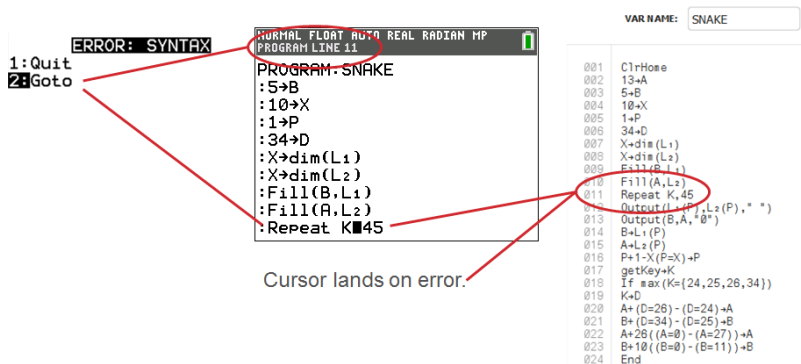 ERROR: SYNTAX
1:Quit
2:Goto
NORMAL FLOAT AUTO REAL RADIAN MP
PROGRAM LINE 11
PROGRAM:SNAKE
:5→B
:10→X
:1→P
:34→D
:X→dim(L₁)
:X→dim(L₂)
:Fill(B,L₁)
:Fill(A,L₂)
:Repeat K 45
Cursor lands on error.
VAR NAME: SNAKE
001 ClrHome
002 13→A
003 5→B
004 10→X
005 1→P
006 34→D
007 X→dim(L₁)
008 X→dim(L₂)
009 Fill(B,L₁)
010 Fill(A,L₂)
011 Repeat K,45
012 Output(L₁(P),L₂(P)," ")
013 Output(B,A,"0")
014 B→L₁(P)
015 A→L₂(P)
016 P+1-X(P=X)→P
017 getKey→K
018 If max(K={24,25,26,34})
019 K→D
020 A+(D=26)-(D=24)→A
021 B+(D=34)-(D=25)→B
022 A+26((A=0)-(A=27))→A
023 B+10((B=0)-(B=11))→B
024 End